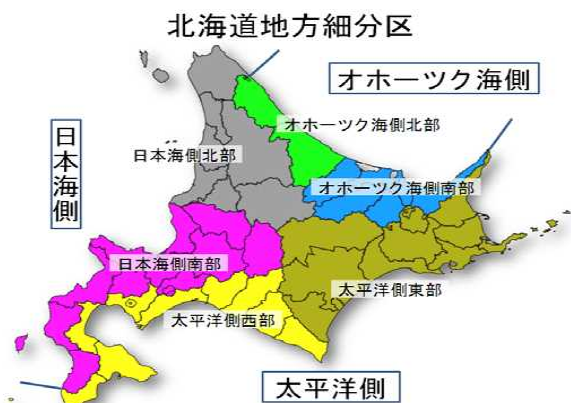 北海道地方細分区
オホーツク海側
日本海側
オホーツク海側北部
日本海側北部
オホーツク海側南部
日本海側南部
太平洋側東部
太平洋側西部
太平洋側